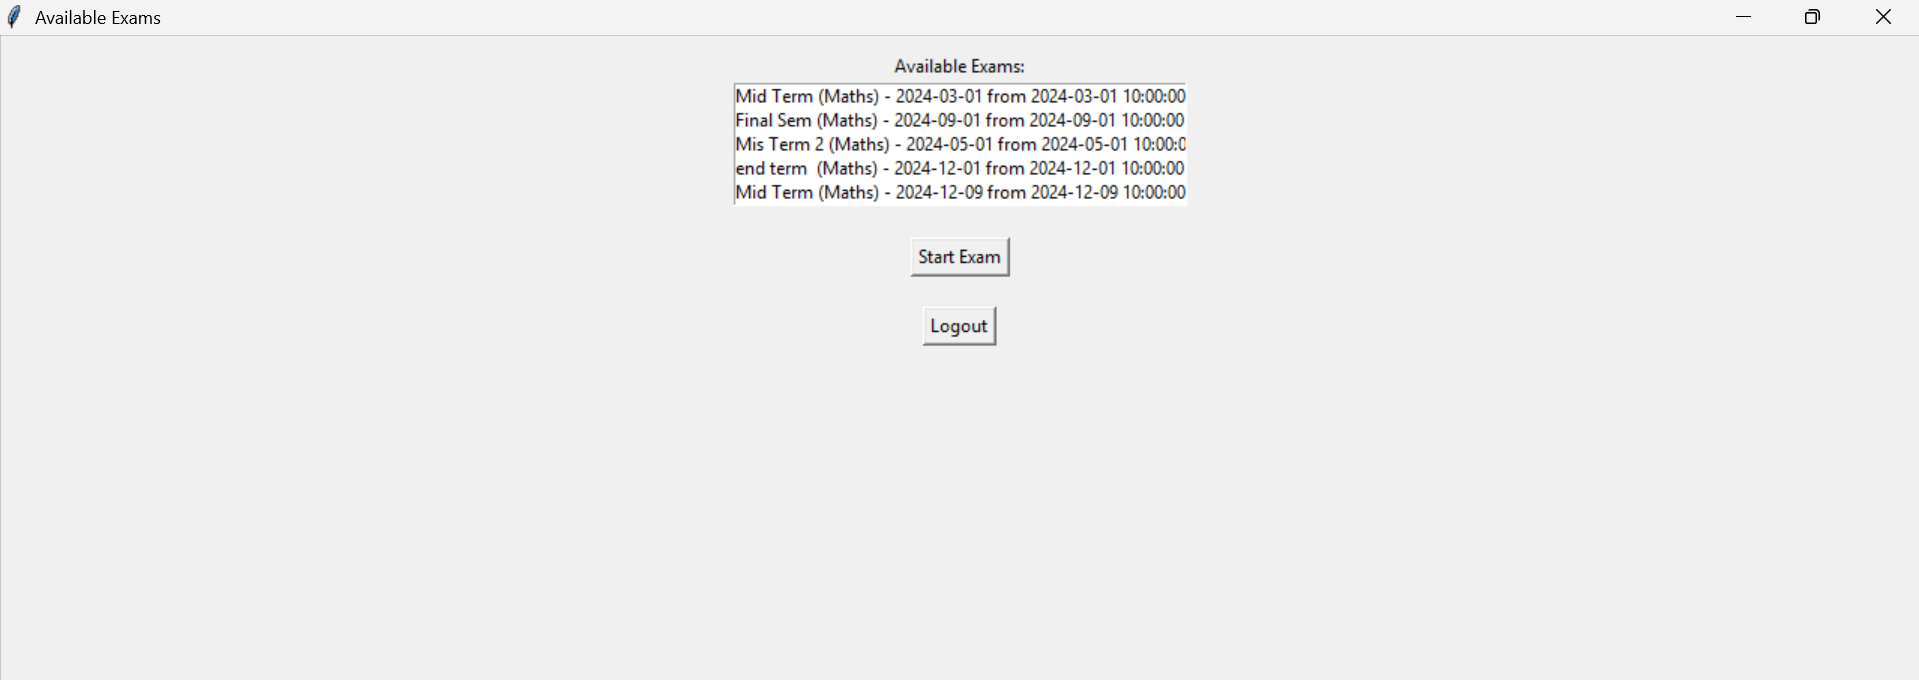 Available Exams
Available Exams:
Mid Term (Maths) - 2024-03-01 from 2024-03-01 10:00:00
Final Sem (Maths) - 2024-09-01 from 2024-09-01 10:00:00
Mis Term 2 (Maths) - 2024-05-01 from 2024-05-01 10:00:0
end term  (Maths) - 2024-12-01 from 2024-12-01 10:00:00
Mid Term (Maths) - 2024-12-09 from 2024-12-09 10:00:00
Start Exam
Logout